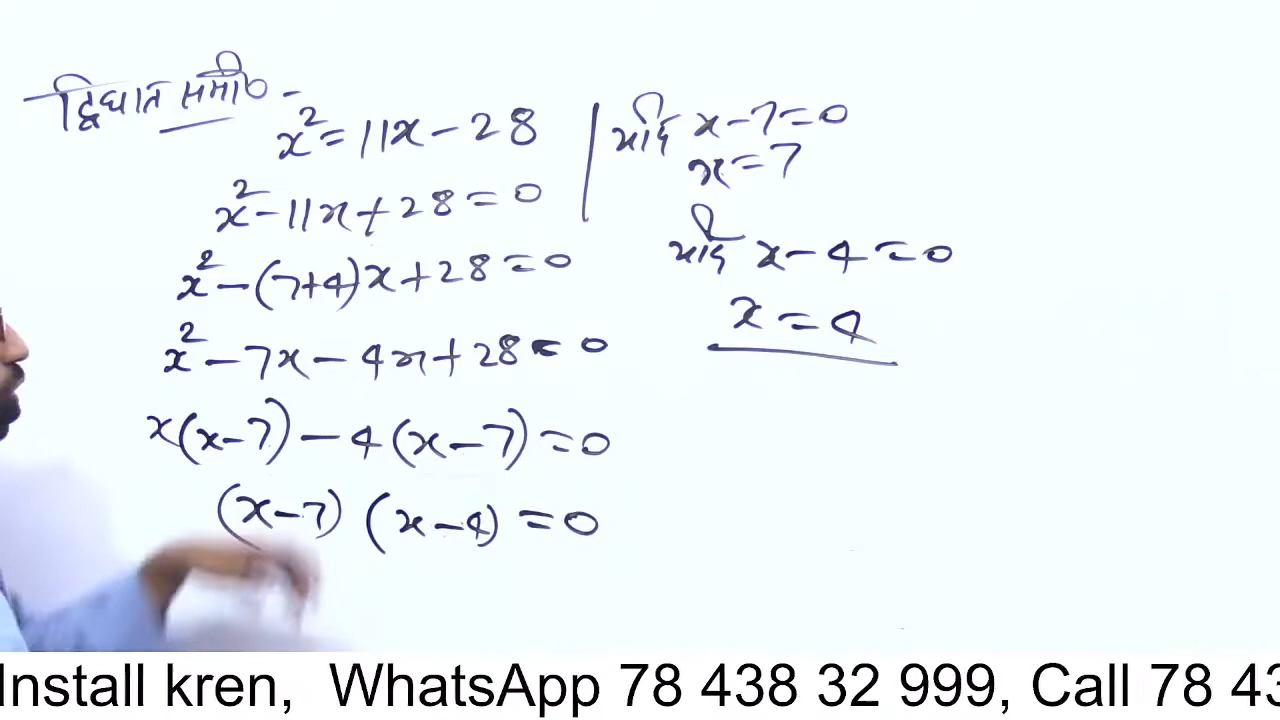 द्विघात समी० -
x² = 11x - 28
x² - 11x + 28 = 0
x² - (7+4)x + 28 = 0
x² - 7x - 4x + 28 = 0
x(x-7) - 4(x-7) = 0
(x-7) (x-4) = 0
यदि x - 7 = 0
x = 7
यदि x - 4 = 0
x = 4
Install kren, WhatsApp 78 438 32 999, Call 78 43